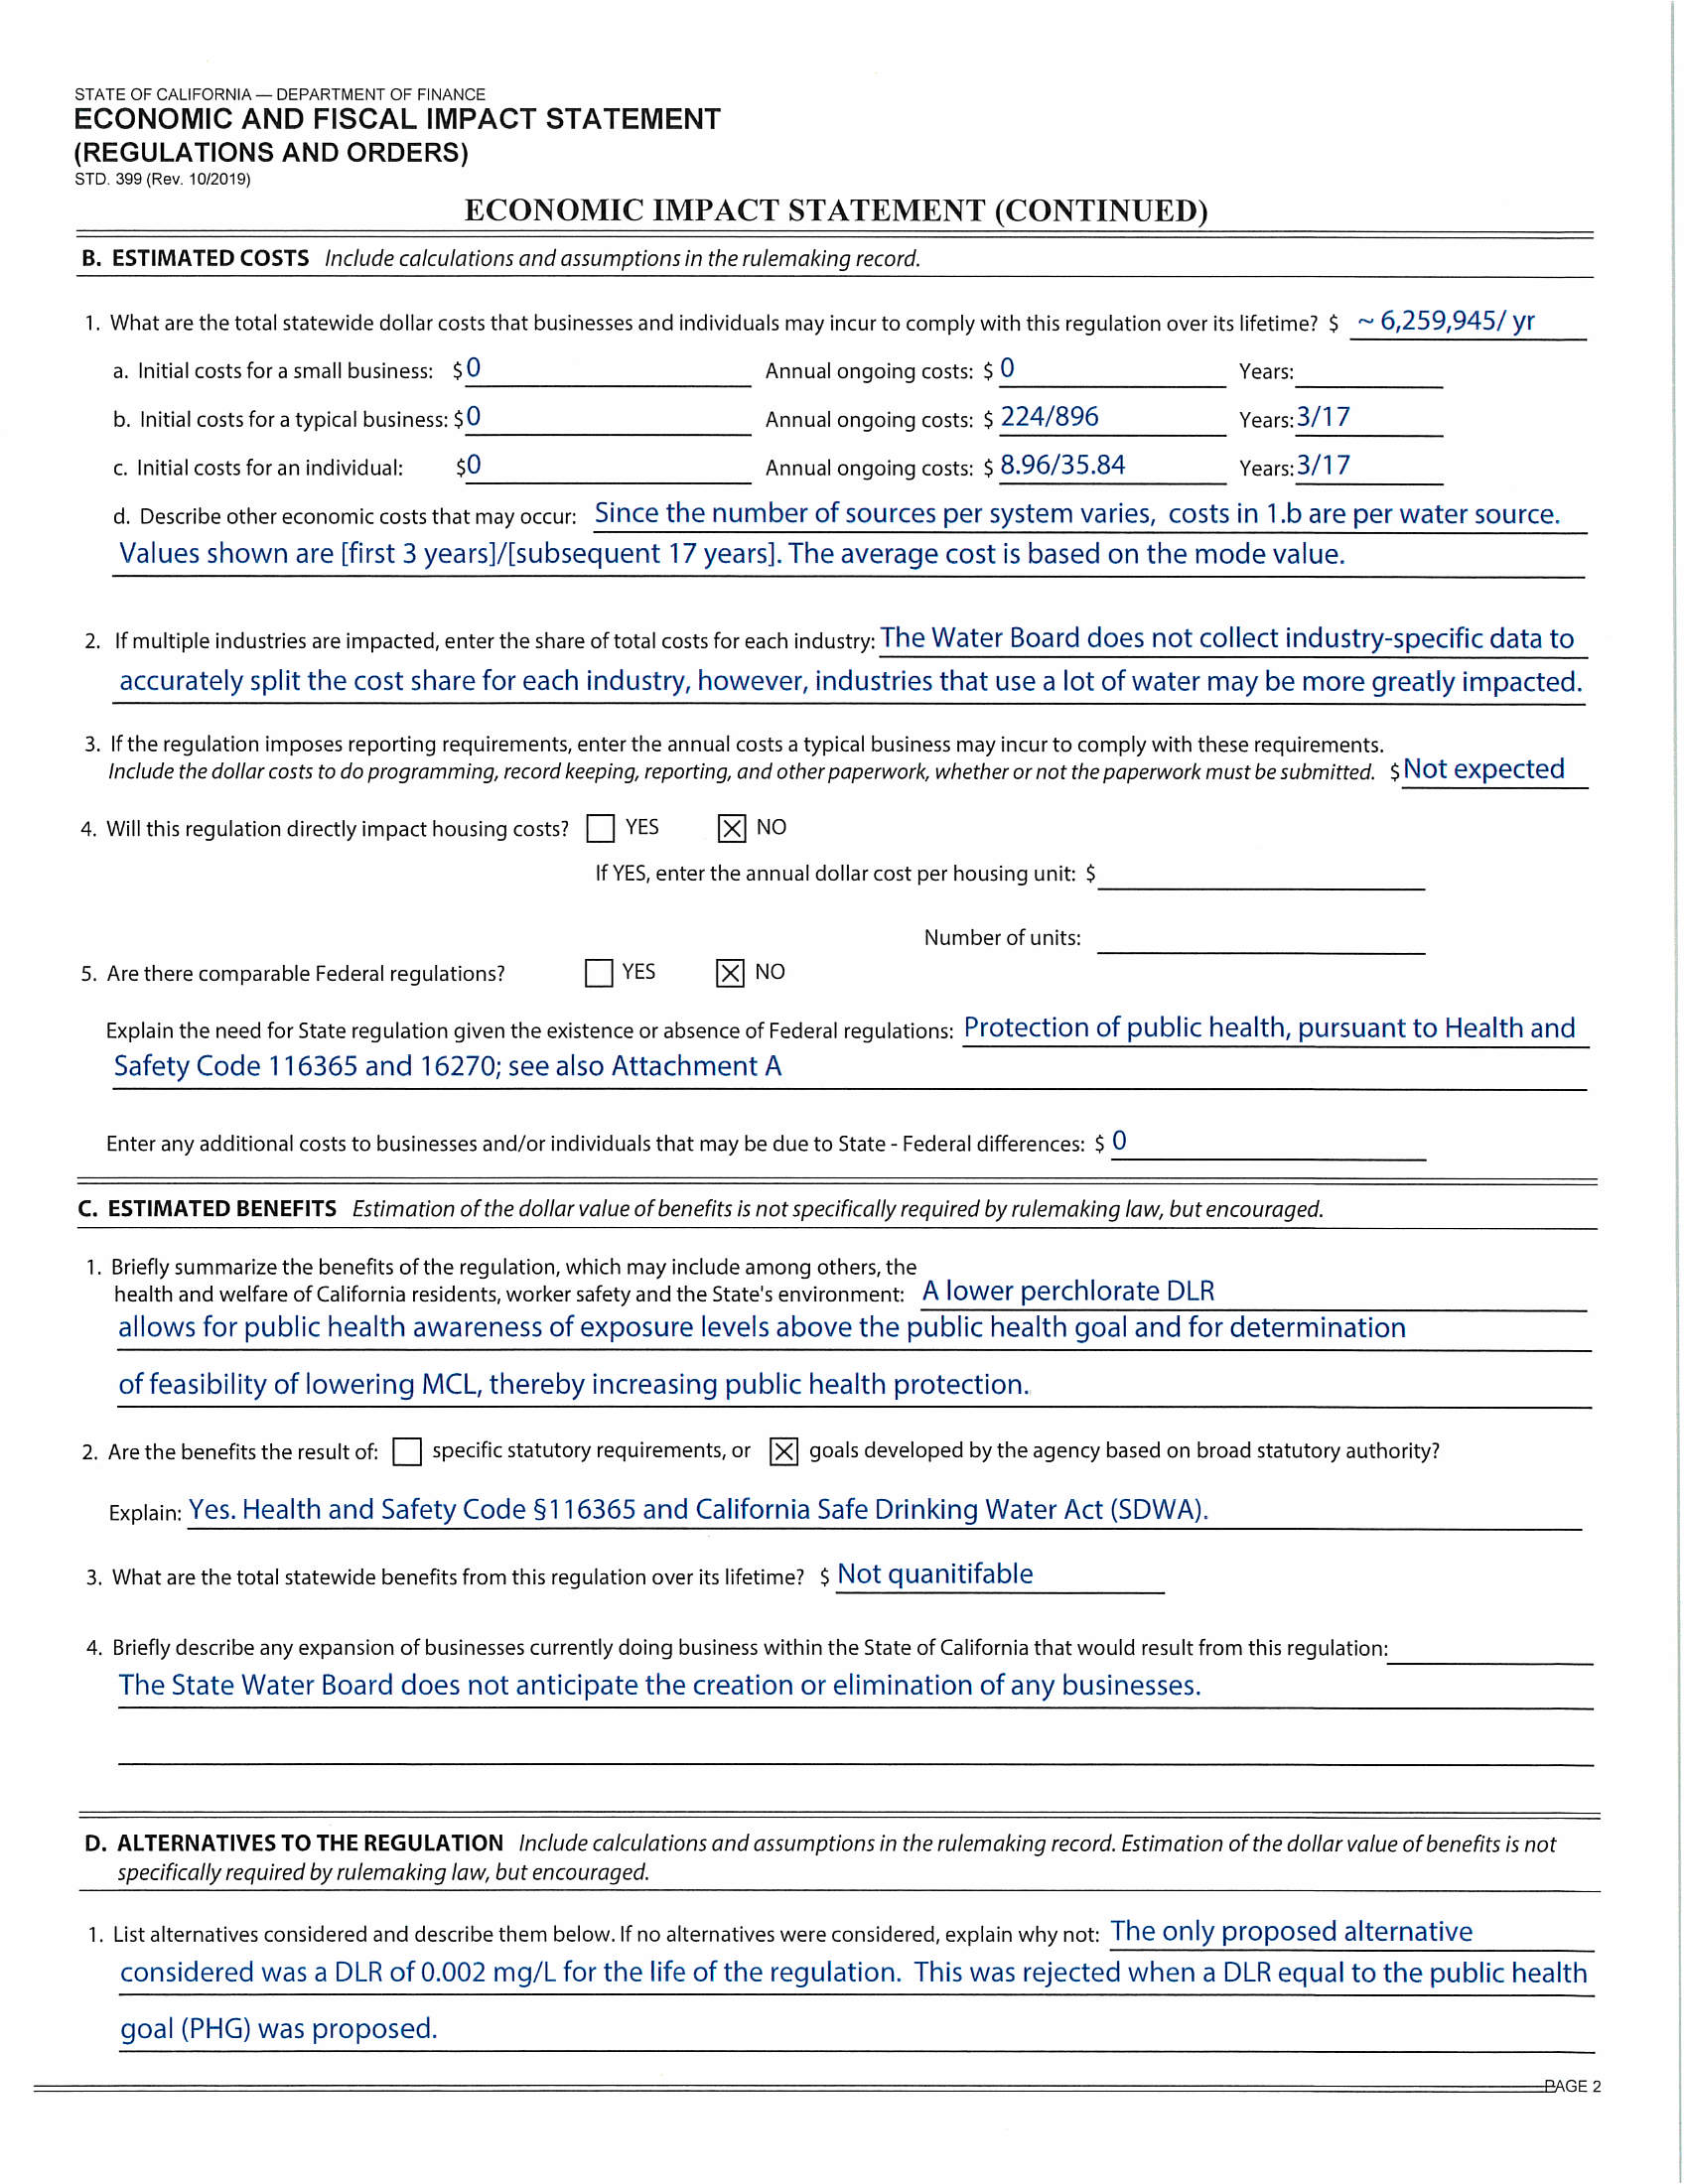 STATE OF CALIFORNIA — DEPARTMENT OF FINANCE
ECONOMIC AND FISCAL IMPACT STATEMENT
(REGULATIONS AND ORDERS)
STD. 399 (Rev. 10/2019)
ECONOMIC IMPACT STATEMENT (CONTINUED)
B. ESTIMATED COSTS Include calculations and assumptions in the rulemaking record.
1. What are the total statewide dollar costs that businesses and individuals may incur to comply with this regulation over its lifetime? $ ~ 6,259,945/ yr
a. Initial costs for a small business: $ 0 Annual ongoing costs: $ 0 Years:
b. Initial costs for a typical business: $ 0 Annual ongoing costs: $ 224/896 Years: 3/17
c. Initial costs for an individual: $ 0 Annual ongoing costs: $ 8.96/35.84 Years: 3/17
d. Describe other economic costs that may occur: Since the number of sources per system varies, costs in 1.b are per water source.
Values shown are [first 3 years]/[subsequent 17 years]. The average cost is based on the mode value.
2. If multiple industries are impacted, enter the share of total costs for each industry: The Water Board does not collect industry-specific data to
accurately split the cost share for each industry, however, industries that use a lot of water may be more greatly impacted.
3. If the regulation imposes reporting requirements, enter the annual costs a typical business may incur to comply with these requirements.
Include the dollar costs to do programming, record keeping, reporting, and other paperwork, whether or not the paperwork must be submitted. $ Not expected
4. Will this regulation directly impact housing costs? YES NO
If YES, enter the annual dollar cost per housing unit: $
Number of units:
5. Are there comparable Federal regulations? YES NO
Explain the need for State regulation given the existence or absence of Federal regulations: Protection of public health, pursuant to Health and
Safety Code 116365 and 16270; see also Attachment A
Enter any additional costs to businesses and/or individuals that may be due to State - Federal differences: $ 0
C. ESTIMATED BENEFITS Estimation of the dollar value of benefits is not specifically required by rulemaking law, but encouraged.
1. Briefly summarize the benefits of the regulation, which may include among others, the
health and welfare of California residents, worker safety and the State's environment: A lower perchlorate DLR
allows for public health awareness of exposure levels above the public health goal and for determination
of feasibility of lowering MCL, thereby increasing public health protection.
2. Are the benefits the result of: specific statutory requirements, or goals developed by the agency based on broad statutory authority?
Explain: Yes. Health and Safety Code §116365 and California Safe Drinking Water Act (SDWA).
3. What are the total statewide benefits from this regulation over its lifetime? $ Not quanitifable
4. Briefly describe any expansion of businesses currently doing business within the State of California that would result from this regulation:
The State Water Board does not anticipate the creation or elimination of any businesses.
D. ALTERNATIVES TO THE REGULATION Include calculations and assumptions in the rulemaking record. Estimation of the dollar value of benefits is not
specifically required by rulemaking law, but encouraged.
1. List alternatives considered and describe them below. If no alternatives were considered, explain why not: The only proposed alternative
considered was a DLR of 0.002 mg/L for the life of the regulation. This was rejected when a DLR equal to the public health
goal (PHG) was proposed.
PAGE 2